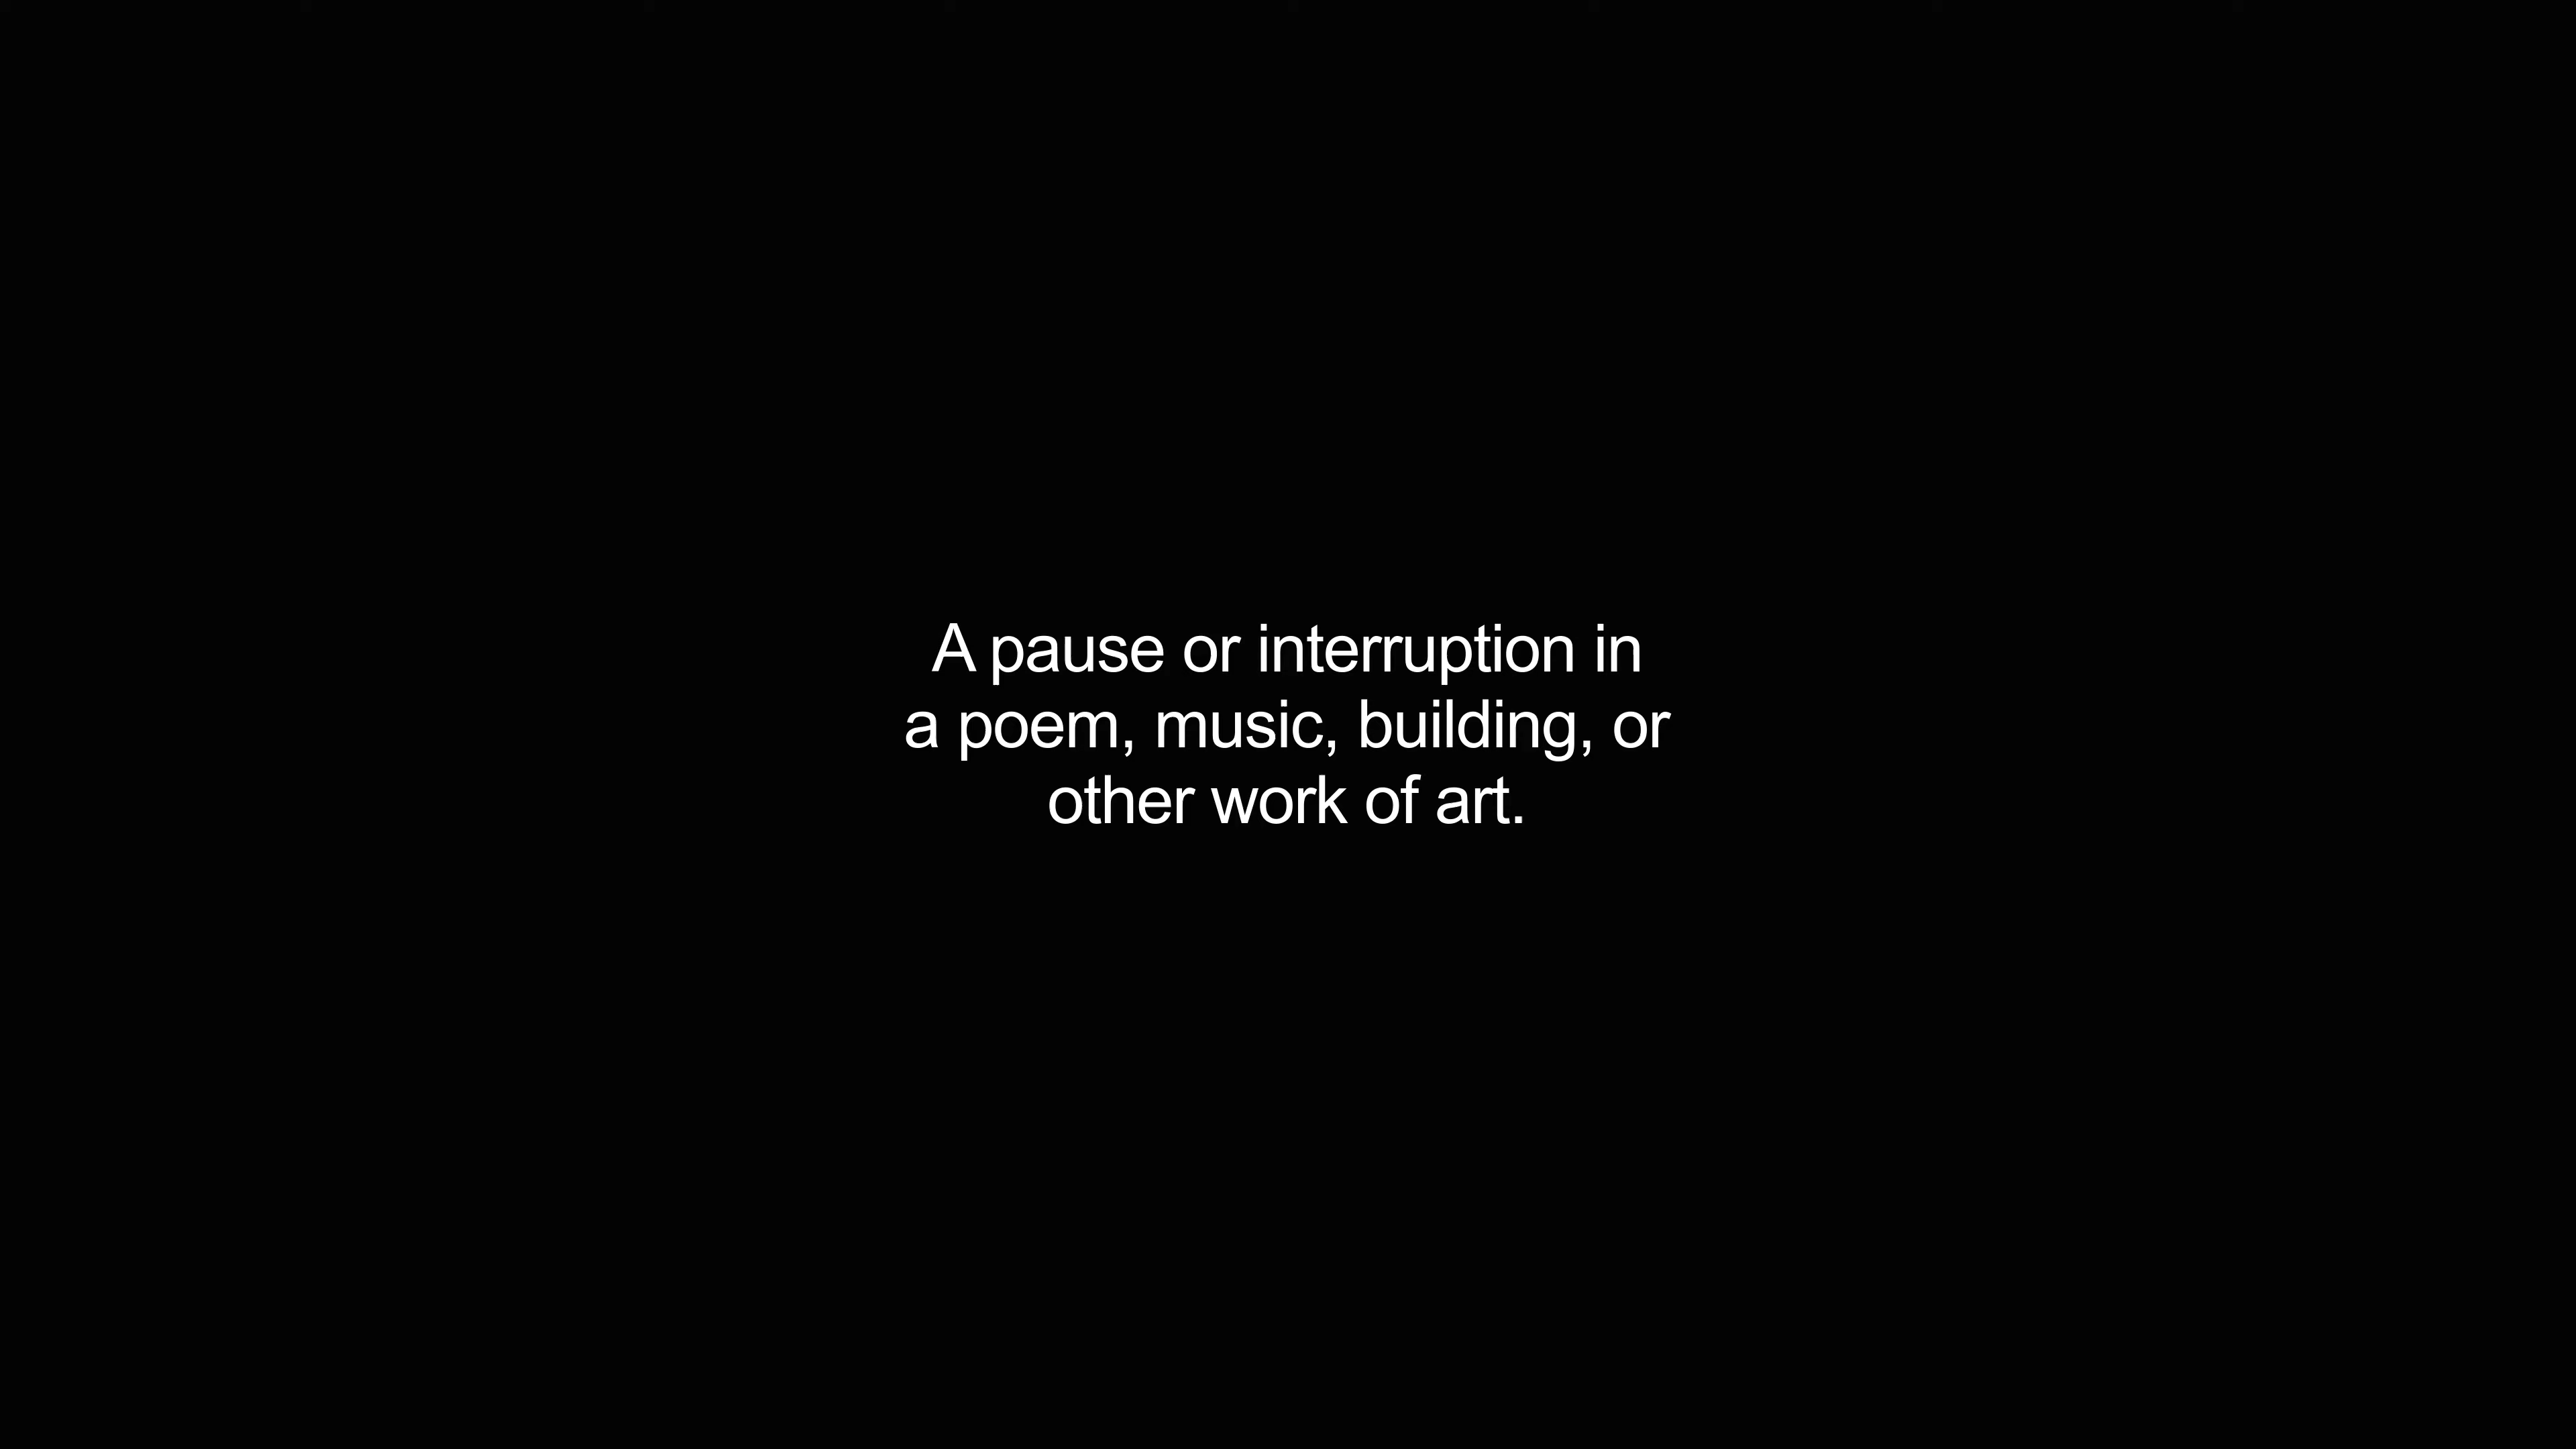 A pause or interruption in
a poem, music, building, or
other work of art.